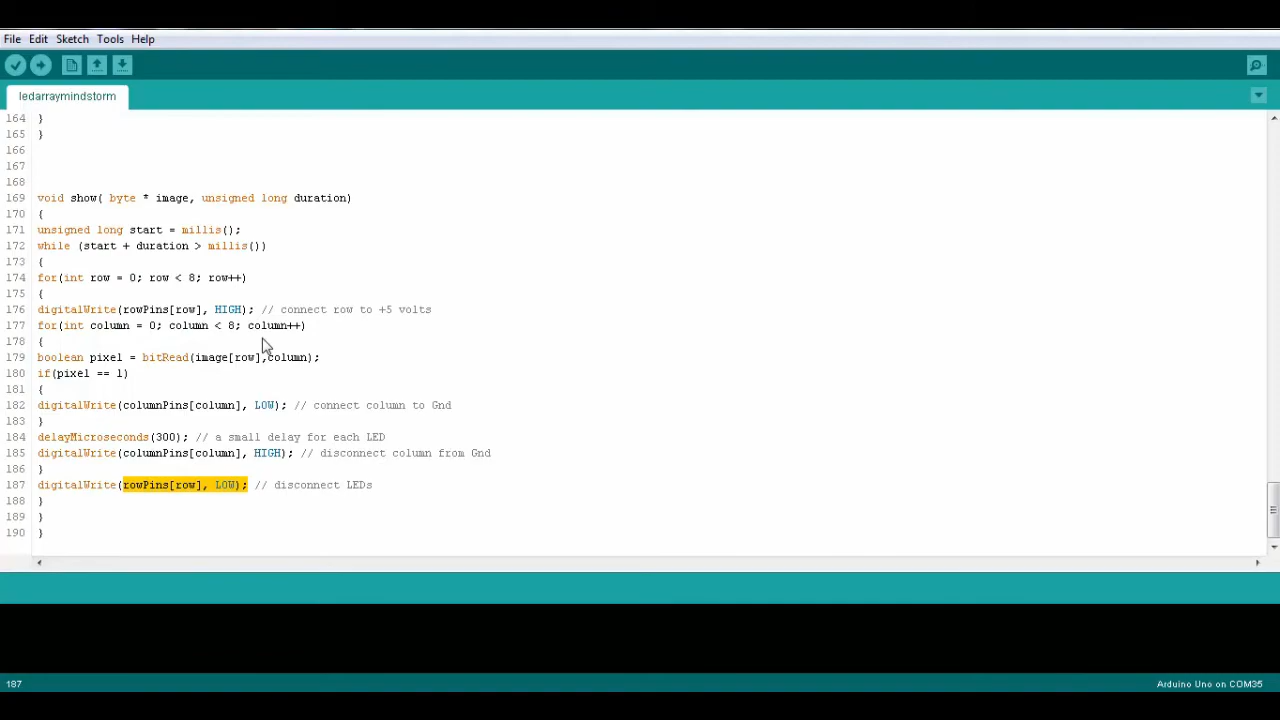 File Edit Sketch Tools Help
ledarraymindstorm
164 }
165 }
166
167
168
169 void show( byte * image, unsigned long duration)
170 {
171 unsigned long start = millis();
172 while (start + duration > millis())
173 {
174 for(int row = 0; row < 8; row++)
175 {
176 digitalWrite(rowPins[row], HIGH); // connect row to +5 volts
177 for(int column = 0; column < 8; column++)
178 {
179 boolean pixel = bitRead(image[row],column);
180 if(pixel == 1)
181 {
182 digitalWrite(columnPins[column], LOW); // connect column to Gnd
183 }
184 delayMicroseconds(300); // a small delay for each LED
185 digitalWrite(columnPins[column], HIGH); // disconnect column from Gnd
186 }
187 digitalWrite(rowPins[row], LOW); // disconnect LEDs
188 }
189 }
190 }
187 Arduino Uno on COM35